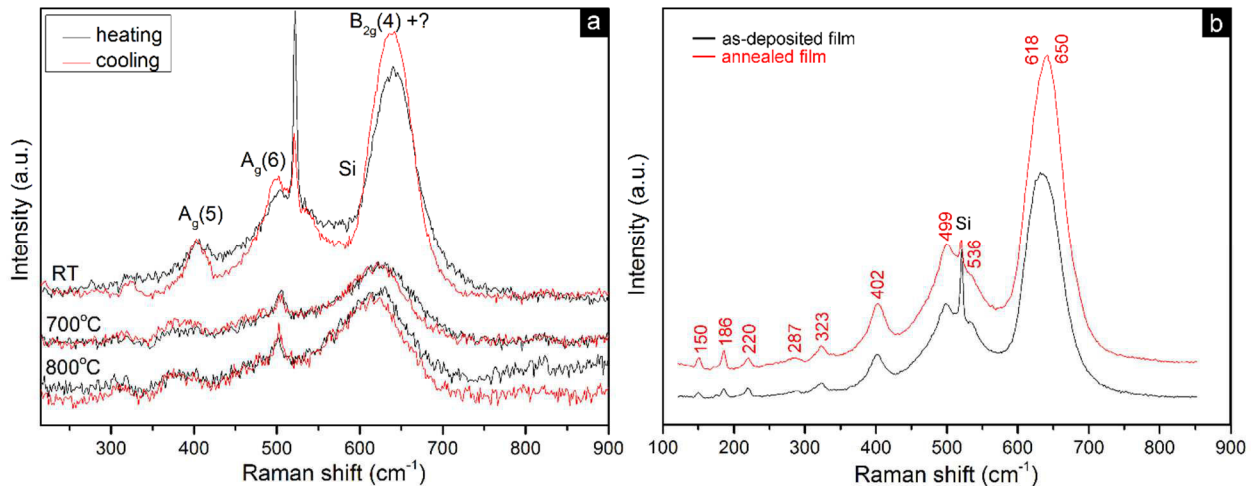 a
heating
cooling
B2g(4) +?
Ag(6)
Si
Ag(5)
RT
700°C
800°C
Intensity (a.u.)
300 400 500 600 700 800 900
Raman shift (cm-1)
b
as-deposited film
annealed film
618 650
Si
499
536
402
323
287
220
186
150
Intensity (a.u.)
100 200 300 400 500 600 700 800 900
Raman shift (cm-1)